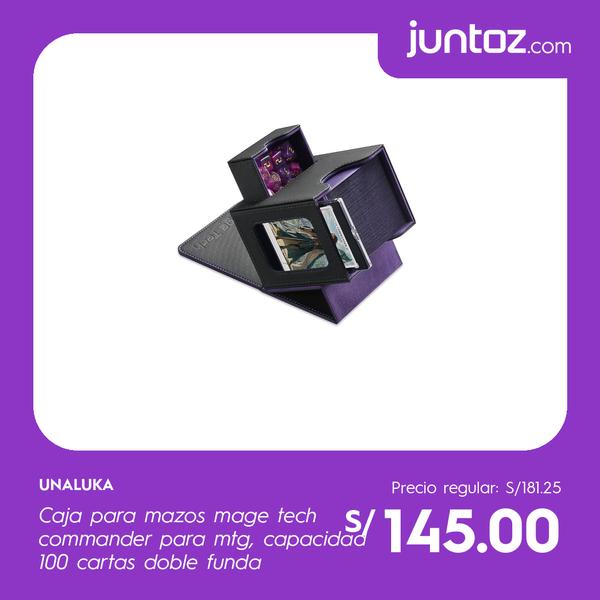 juntoz.com
UNALUKA
Precio regular: S/181.25
Caja para mazos mage tech
commander para mtg, capacidad
100 cartas doble funda
S/ 145.00